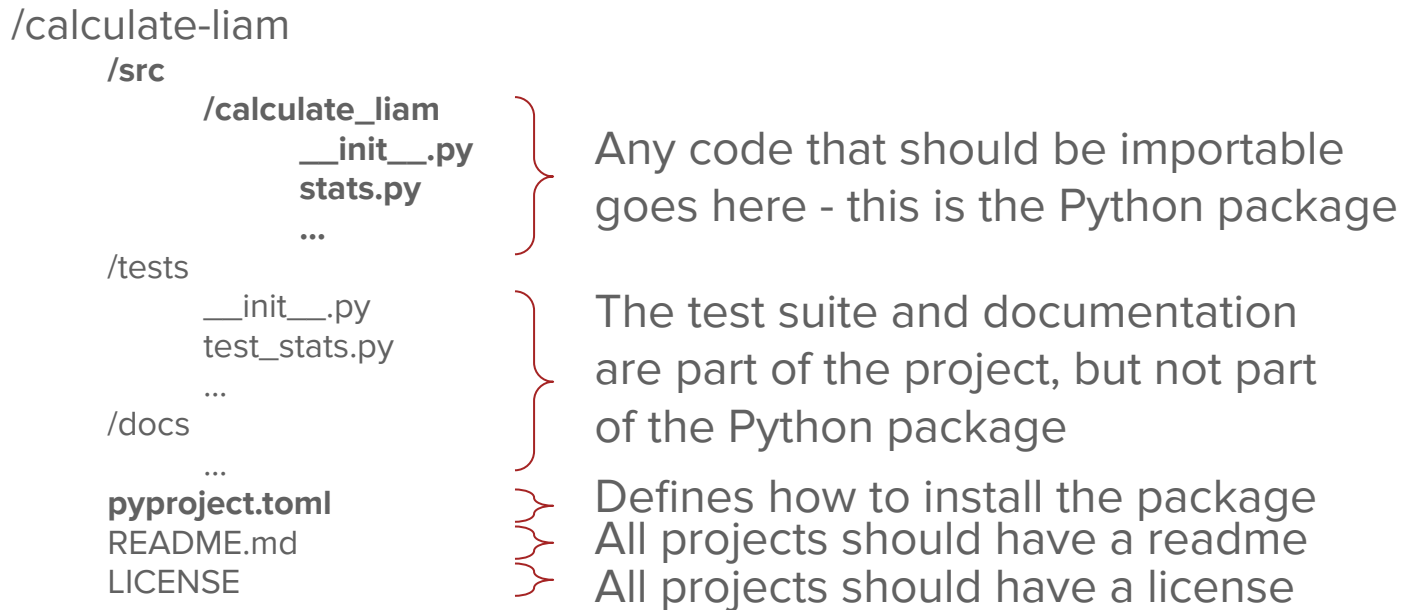 /calculate-liam
/src
/calculate_liam
__init__.py
stats.py
...
Any code that should be importable
goes here - this is the Python package
/tests
__init__.py
test_stats.py
...
/docs
...
The test suite and documentation
are part of the project, but not part
of the Python package
pyproject.toml
Defines how to install the package
README.md
All projects should have a readme
LICENSE
All projects should have a license